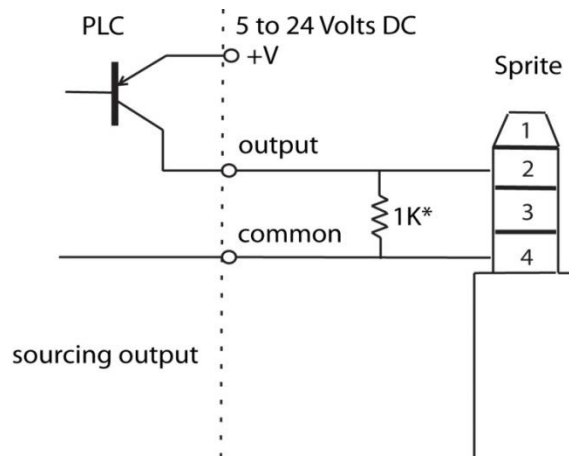 PLC
5 to 24 Volts DC
+V
Sprite
1
output
2
1K*
3
common
4
sourcing output